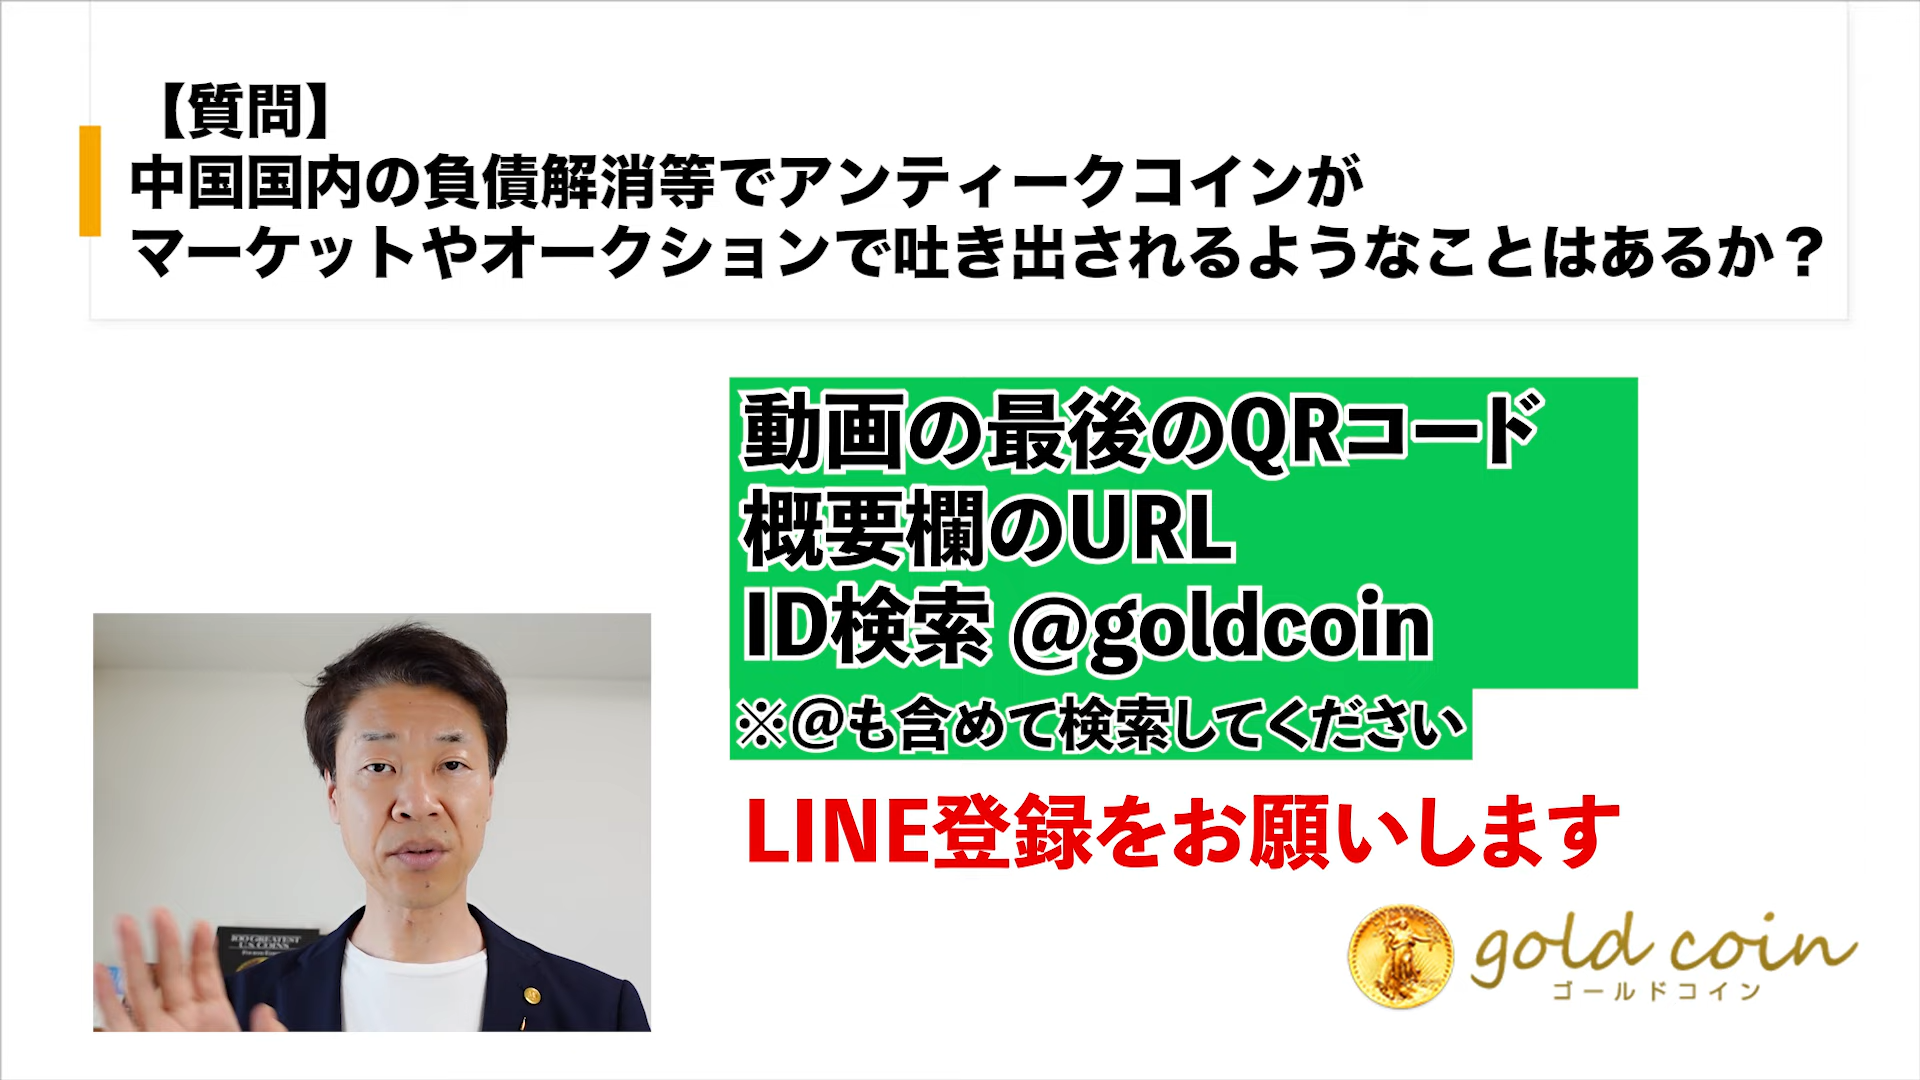 【質問】
中国国内の負債解消等でアンティークコインが
マーケットやオークションで吐き出されるようなことはあるか？
動画の最後のQRコード
概要欄のURL
ID検索 @goldcoin
※@も含めて検索してください
LINE登録をお願いします
100 GREATEST
U.S. COINS
gold coin
ゴールドコイン